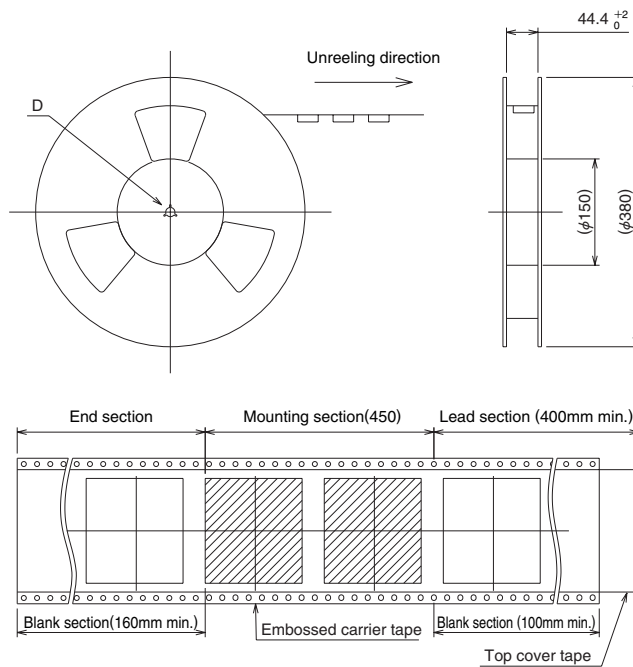 44.4 +2 0
Unreeling direction
D
(φ150)
(φ380)
End section
Mounting section(450)
Lead section (400mm min.)
Blank section(160mm min.)
Embossed carrier tape
Blank section (100mm min.)
Top cover tape